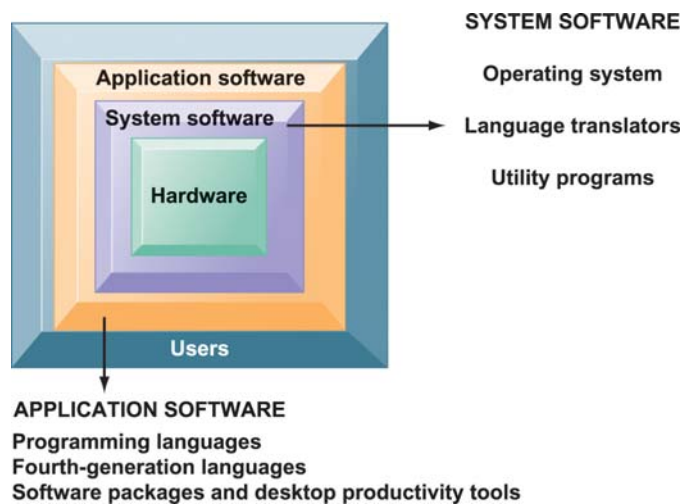 SYSTEM SOFTWARE
Operating system
Language translators
Utility programs
Application software
System software
Hardware
Users
APPLICATION SOFTWARE
Programming languages
Fourth-generation languages
Software packages and desktop productivity tools